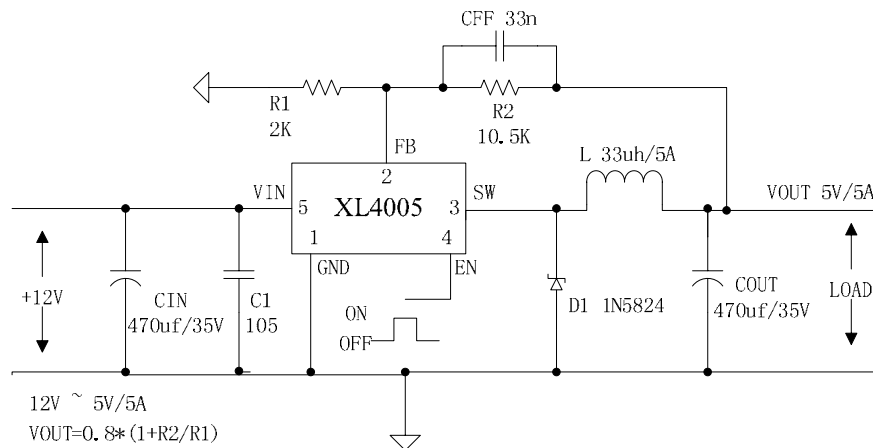 CFF 33n
R1
2K
R2
10.5K
FB
L 33uh/5A
VIN
2
SW
VOUT 5V/5A
5
XL4005
3
1
4
GND
EN
+12V
CIN
470uf/35V
C1
105
ON
OFF
D1 1N5824
COUT
470uf/35V
LOAD
12V ~ 5V/5A
VOUT=0.8*(1+R2/R1)